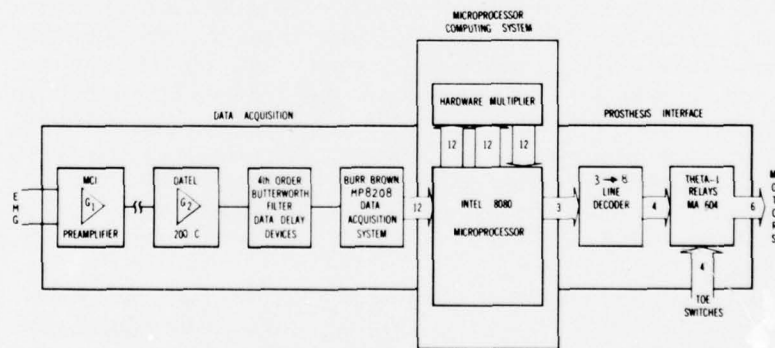 MICROPROCESSOR
COMPUTING SYSTEM
DATA ACQUISITION
HARDWARE MULTIPLIER
PROSTHESIS INTERFACE
12 12 12
EMG
MCI
G1
PREAMPLIFIER
DATEL
G2
200 C
4th ORDER
BUTTERWORTH
FILTER
DATA DELAY
DEVICES
BURR BROWN
MP8208
DATA
ACQUISITION
SYSTEM
12
INTEL 8080
MICROPROCESSOR
3
3 → 8
LINE
DECODER
4
THETA-J
RELAYS
MA 604
6
MOTORS
4
TOE
SWITCHES